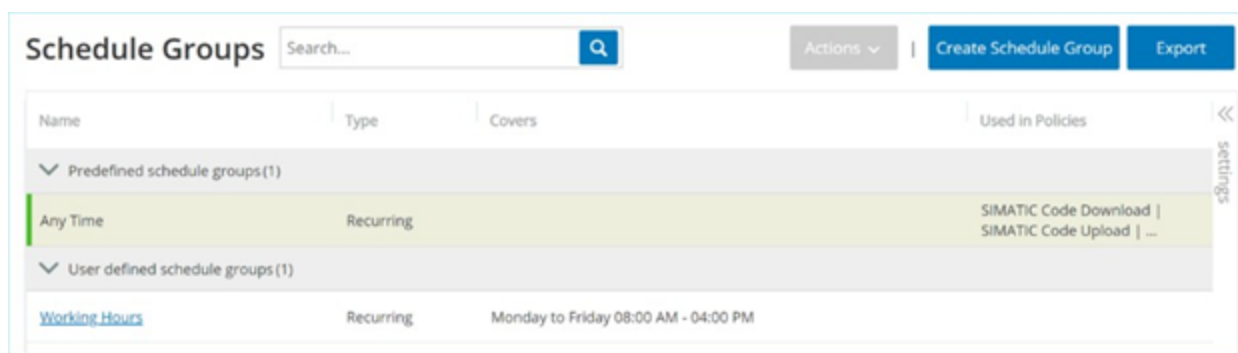 Schedule Groups Search... Actions | Create Schedule Group Export
Name Type Covers Used in Policies
settings
Predefined schedule groups (1)
Any Time Recurring SIMATIC Code Download |
SIMATIC Code Upload | ...
User defined schedule groups (1)
Working Hours Recurring Monday to Friday 08:00 AM - 04:00 PM